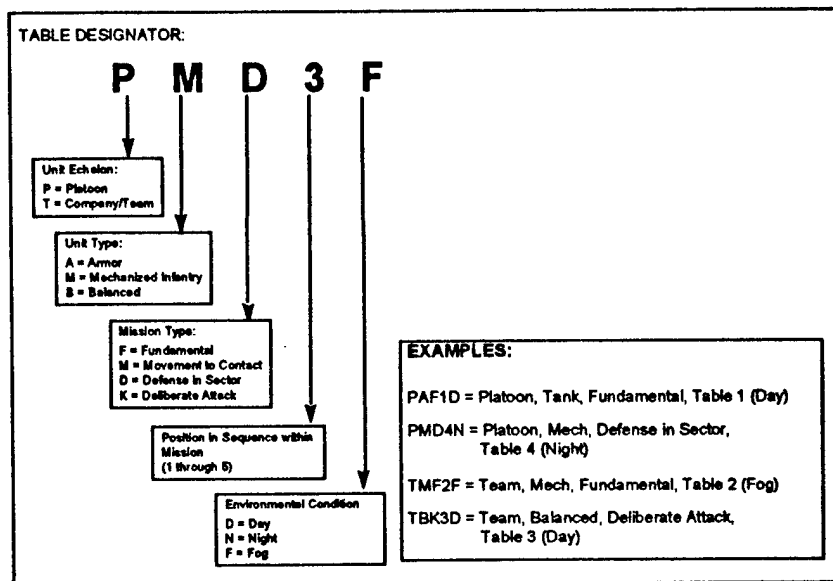 TABLE DESIGNATOR:
P M D 3 F
Unit Echelon:
P = Platoon
T = Company/Team
Unit Type:
A = Armor
M = Mechanized Infantry
B = Balanced
Mission Type:
F = Fundamental
M = Movement to Contact
D = Defense in Sector
K = Deliberate Attack
Position in Sequence within
Mission
(1 through 6)
Environmental Condition
D = Day
N = Night
F = Fog
EXAMPLES:
PAF1D = Platoon, Tank, Fundamental, Table 1 (Day)
PMD4N = Platoon, Mech, Defense in Sector,
Table 4 (Night)
TMF2F = Team, Mech, Fundamental, Table 2 (Fog)
TBK3D = Team, Balanced, Deliberate Attack,
Table 3 (Day)